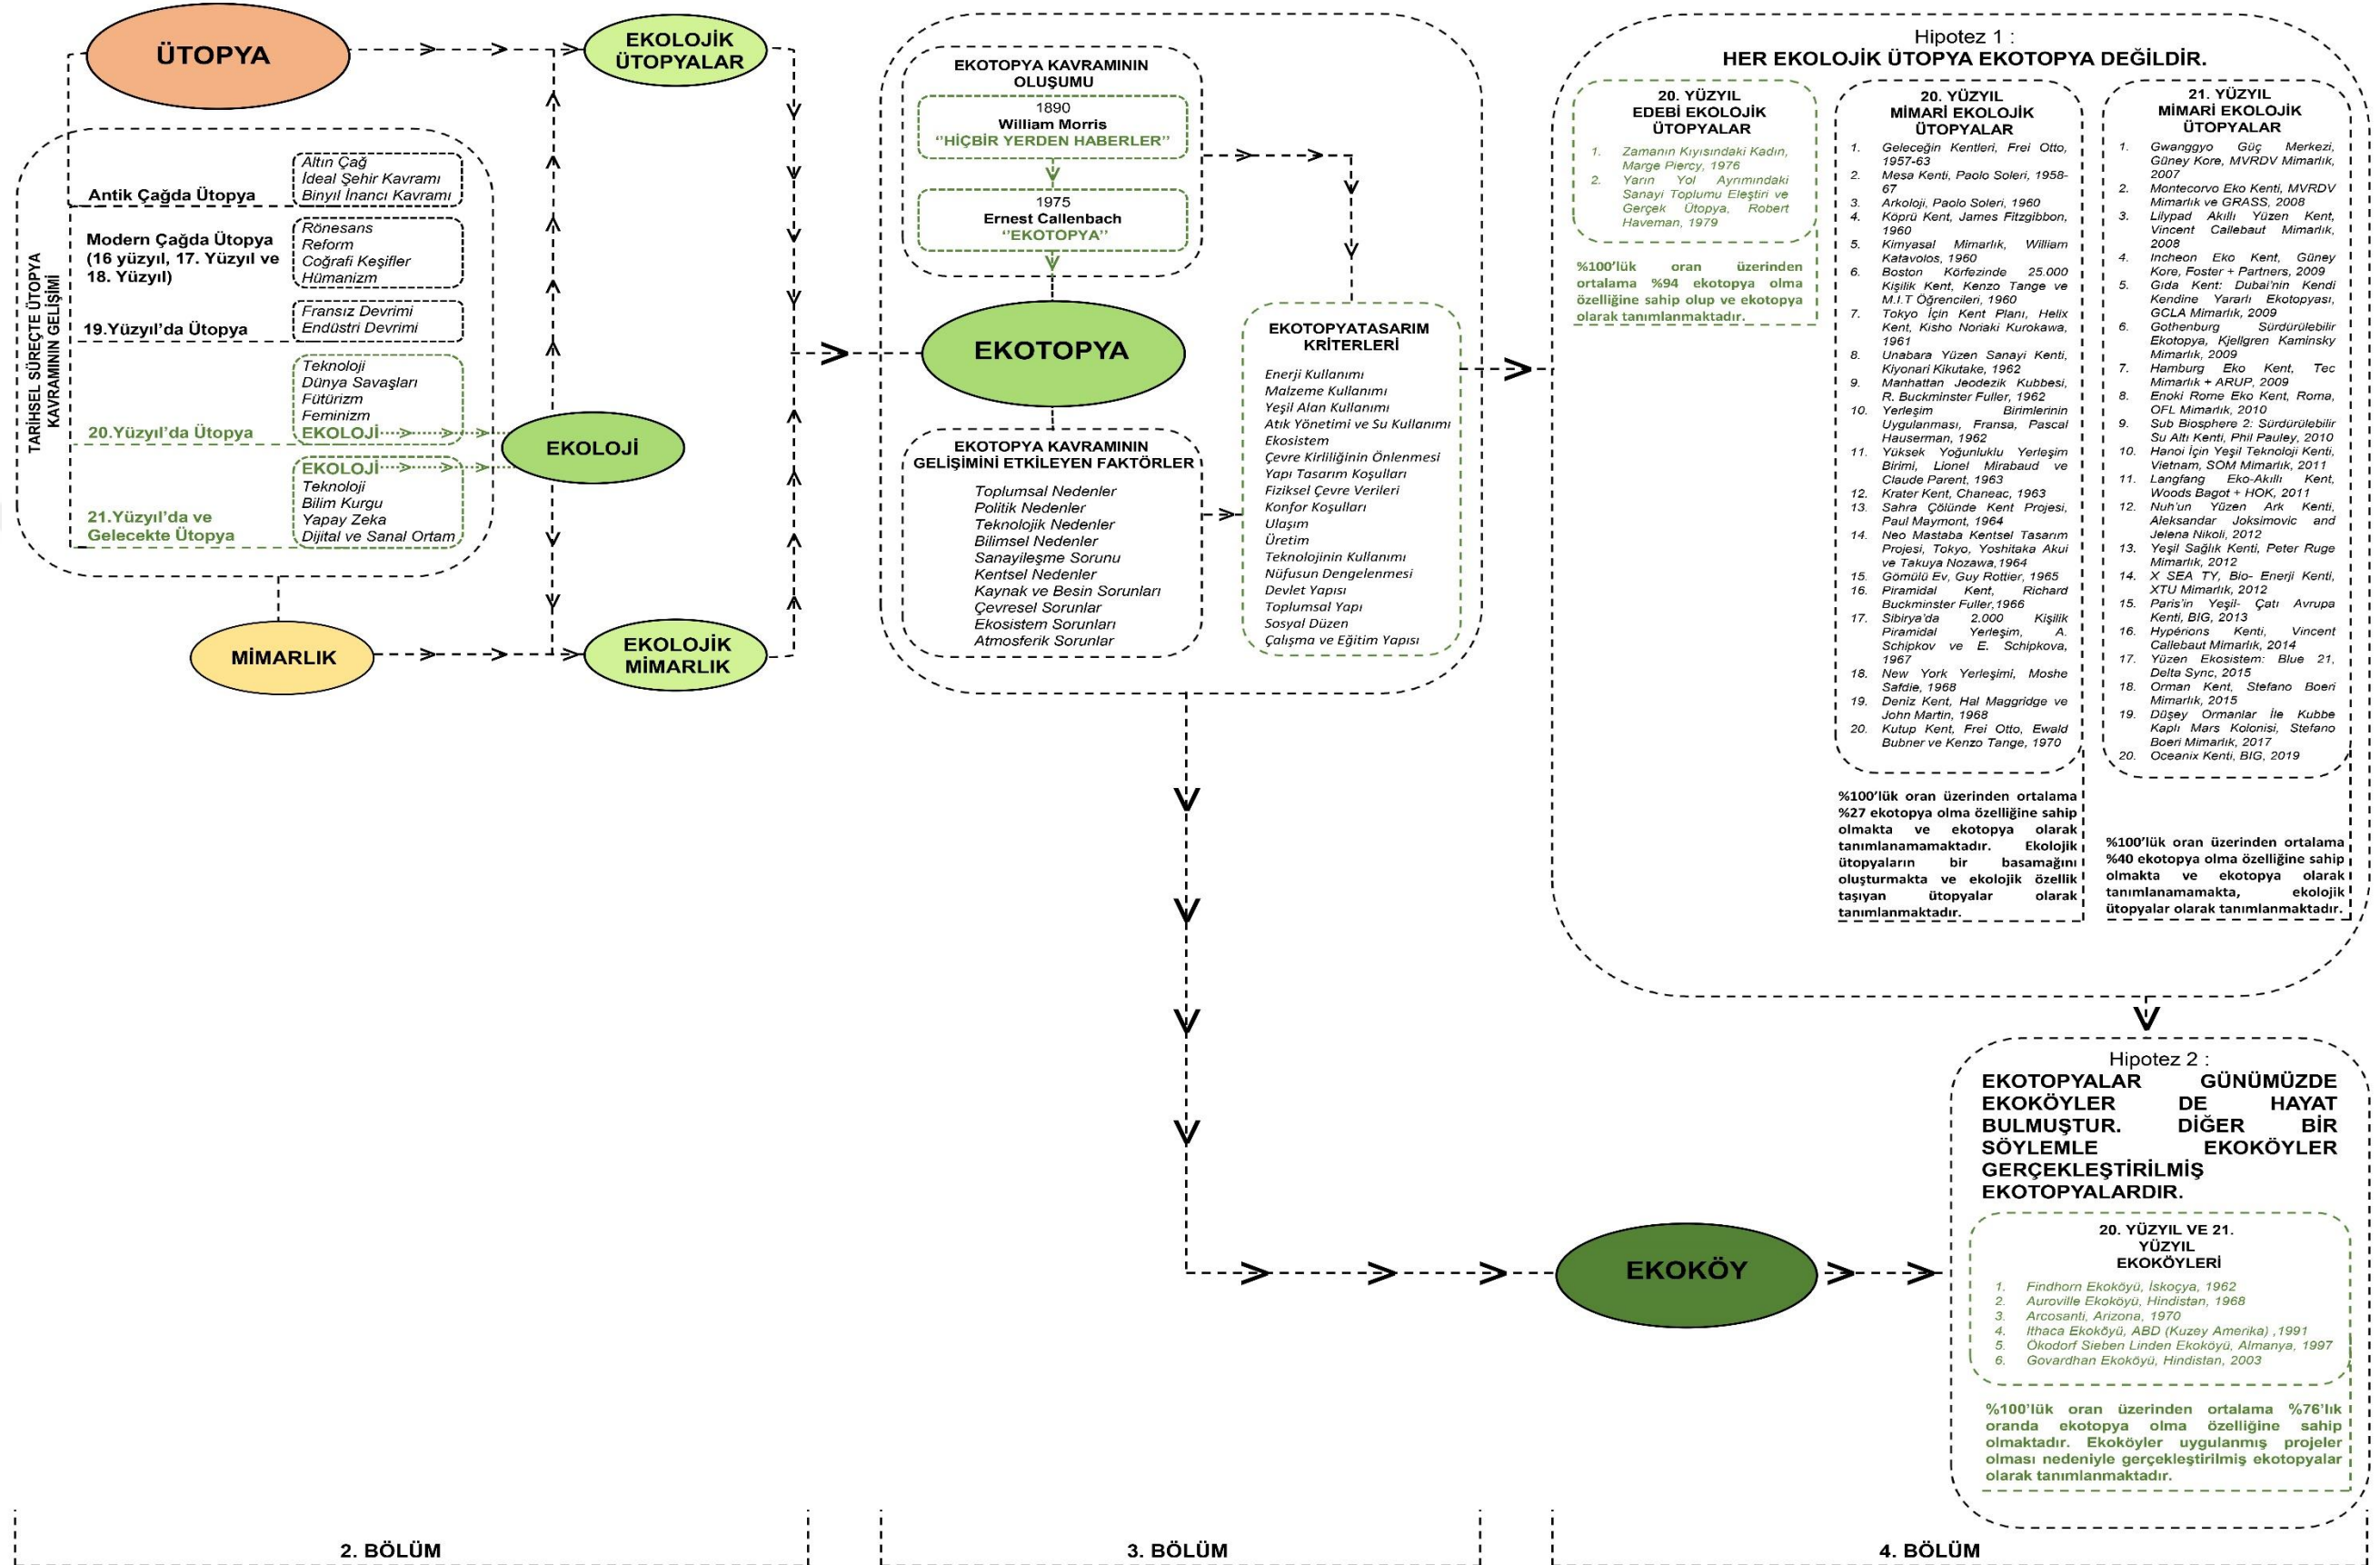 ÜTOPYA
TARİHSEL SÜREÇTE ÜTOPYA
KAVRAMININ GELİŞİMİ
Antik Çağda Ütopya
Altın Çağ
İdeal Şehir Kavramı
Binyıl İnancı Kavramı
Modern Çağda Ütopya
(16 yüzyıl, 17. Yüzyıl ve
18. Yüzyıl)
Rönesans
Reform
Coğrafi Keşifler
Hümanizm
19.Yüzyıl'da Ütopya
Fransız Devrimi
Endüstri Devrimi
20.Yüzyıl'da Ütopya
Teknoloji
Dünya Savaşları
Fütürizm
Feminizm
EKOLOJİ
21.Yüzyıl'da ve
Gelecekte Ütopya
EKOLOJİ
Teknoloji
Bilim Kurgu
Yapay Zeka
Dijital ve Sanal Ortam
MİMARLIK
EKOLOJİK
ÜTOPYALAR
EKOLOJİ
EKOLOJİK
MİMARLIK
2. BÖLÜM
EKOTOPYA KAVRAMININ
OLUŞUMU
1890
William Morris
"HİÇBİR YERDEN HABERLER"
1975
Ernest Callenbach
"EKOTOPYA"
EKOTOPYA
EKOTOPYA KAVRAMININ
GELİŞİMİNİ ETKİLEYEN FAKTÖRLER
Toplumsal Nedenler
Politik Nedenler
Teknolojik Nedenler
Bilimsel Nedenler
Sanayileşme Sorunu
Kentsel Nedenler
Kaynak ve Besin Sorunları
Çevresel Sorunlar
Ekosistem Sorunları
Atmosferik Sorunlar
EKOTOPYATASARIM
KRİTERLERİ
Enerji Kullanımı
Malzeme Kullanımı
Yeşil Alan Kullanımı
Atık Yönetimi ve Su Kullanımı
Ekosistem
Çevre Kirliliğinin Önlenmesi
Yapı Tasarım Koşulları
Fiziksel Çevre Verileri
Konfor Koşulları
Ulaşım
Üretim
Teknolojinin Kullanımı
Nüfusun Dengelenmesi
Devlet Yapısı
Toplumsal Yapı
Sosyal Düzen
Çalışma ve Eğitim Yapısı
3. BÖLÜM
Hipotez 1 :
HER EKOLOJİK ÜTOPYA EKOTOPYA DEĞİLDİR.
20. YÜZYIL
EDEBİ EKOLOJİK
ÜTOPYALAR
1. Zamanın Kıyısındaki Kadın,
Marge Piercy, 1976
2. Yarın Yol Ayrımındaki
Sanayi Toplumu Eleştiri ve
Gerçek Ütopya, Robert
Haveman, 1979
%100'lük oran üzerinden
ortalama %94 ekotopya olma
özelliğine sahip olup ve ekotopya
olarak tanımlanmaktadır.
20. YÜZYIL
MİMARİ EKOLOJİK
ÜTOPYALAR
1. Geleceğin Kentleri, Frei Otto,
1957-63
2. Mesa Kenti, Paolo Soleri, 1958-
67
3. Arkoloji, Paolo Soleri, 1960
4. Köprü Kent, James Fitzgibbon,
1960
5. Kimyasal Mimarlık, William
Katavolos, 1960
6. Boston Körfezinde 25.000
Kişilik Kent, Kenzo Tange ve
M.I.T Öğrencileri, 1960
7. Tokyo İçin Kent Planı, Helix
Kent, Kisho Noriaki Kurokawa,
1961
8. Unabara Yüzen Sanayi Kenti,
Kiyonari Kikutake, 1962
9. Manhattan Jeodezik Kubbesi,
R. Buckminster Fuller, 1962
10. Yerleşim Birimlerinin
Uygulanması, Fransa, Pascal
Hauserman, 1962
11. Yüksek Yoğunluklu Yerleşim
Birimi, Lionel Mirabaud ve
Claude Parent, 1963
12. Krater Kent, Chaneac, 1963
13. Sahra Çölünde Kent Projesi,
Paul Maymont, 1964
14. Neo Mastaba Kentsel Tasarım
Projesi, Tokyo, Yoshitaka Akui
ve Takuya Nozawa,1964
15. Gömülü Ev, Guy Rottier, 1965
16. Piramidal Kent, Richard
Buckminster Fuller,1966
17. Sibirya'da 2.000 Kişilik
Piramidal Yerleşim, A.
Schipkov ve E. Schipkova,
1967
18. New York Yerleşimi, Moshe
Safdie, 1968
19. Deniz Kent, Hal Maggridge ve
John Martin, 1968
20. Kutup Kent, Frei Otto, Ewald
Bubner ve Kenzo Tange, 1970
%100'lük oran üzerinden ortalama
%27 ekotopya olma özelliğine sahip
olmakta ve ekotopya olarak
tanımlanamamaktadır. Ekolojik
ütopyaların bir basamağını
oluşturmakta ve ekolojik özellik
taşıyan ütopyalar olarak
tanımlanmaktadır.
21. YÜZYIL
MİMARİ EKOLOJİK
ÜTOPYALAR
1. Gwanggyo Güç Merkezi,
Güney Kore, MVRDV Mimarlık,
2007
2. Montecorvo Eko Kenti, MVRDV
Mimarlık ve GRASS, 2008
3. Lilypad Akıllı Yüzen Kent,
Vincent Callebaut Mimarlık,
2008
4. Incheon Eko Kent, Güney
Kore, Foster + Partners, 2009
5. Gıda Kent: Dubai'nin Kendi
Kendine Yararlı Ekotopyası,
GCLA Mimarlık, 2009
6. Gothenburg Sürdürülebilir
Ekotopya, Kjellgren Kaminsky
Mimarlık, 2009
7. Hamburg Eko Kent, Tec
Mimarlık + ARUP, 2009
8. Enoki Rome Eko Kent, Roma,
OFL Mimarlık, 2010
9. Sub Biosphere 2: Sürdürülebilir
Su Altı Kenti, Phil Pauley, 2010
10. Hanoi İçin Yeşil Teknoloji Kenti,
Vietnam, SOM Mimarlık, 2011
11. Langfang Eko-Akıllı Kent,
Woods Bagot + HOK, 2011
12. Nuh'un Yüzen Ark Kenti,
Aleksandar Joksimovic and
Jelena Nikoli, 2012
13. Yeşil Sağlık Kenti, Peter Ruge
Mimarlık, 2012
14. X SEA TY, Bio- Enerji Kenti,
XTU Mimarlık, 2012
15. Paris'in Yeşil- Çatı Avrupa
Kenti, BIG, 2013
16. Hypérions Kenti, Vincent
Callebaut Mimarlık, 2014
17. Yüzen Ekosistem: Blue 21,
Delta Sync, 2015
18. Orman Kent, Stefano Boeri
Mimarlık, 2015
19. Düşey Ormanlar İle Kubbe
Kaplı Mars Kolonisi, Stefano
Boeri Mimarlık, 2017
20. Oceanix Kenti, BIG, 2019
%100'lük oran üzerinden ortalama
%40 ekotopya olma özelliğine sahip
olmakta ve ekotopya olarak
tanımlanamamakta, ekolojik
ütopyalar olarak tanımlanmaktadır.
EKOKÖY
Hipotez 2 :
EKOTOPYALAR GÜNÜMÜZDE
EKOKÖYLER DE HAYAT
BULMUŞTUR. DİĞER BİR
SÖYLEMLE EKOKÖYLER
GERÇEKLEŞTİRİLMİŞ
EKOTOPYALARDIR.
20. YÜZYIL VE 21.
YÜZYIL
EKOKÖYLERİ
1. Findhorn Ekoköyü, İskoçya, 1962
2. Auroville Ekoköyü, Hindistan, 1968
3. Arcosanti, Arizona, 1970
4. Ithaca Ekoköyü, ABD (Kuzey Amerika) ,1991
5. Ökodorf Sieben Linden Ekoköyü, Almanya, 1997
6. Govardhan Ekoköyü, Hindistan, 2003
%100'lük oran üzerinden ortalama %76'lık
oranda ekotopya olma özelliğine sahip
olmaktadır. Ekoköyler uygulanmış projeler
olması nedeniyle gerçekleştirilmiş ekotopyalar
olarak tanımlanmaktadır.
4. BÖLÜM